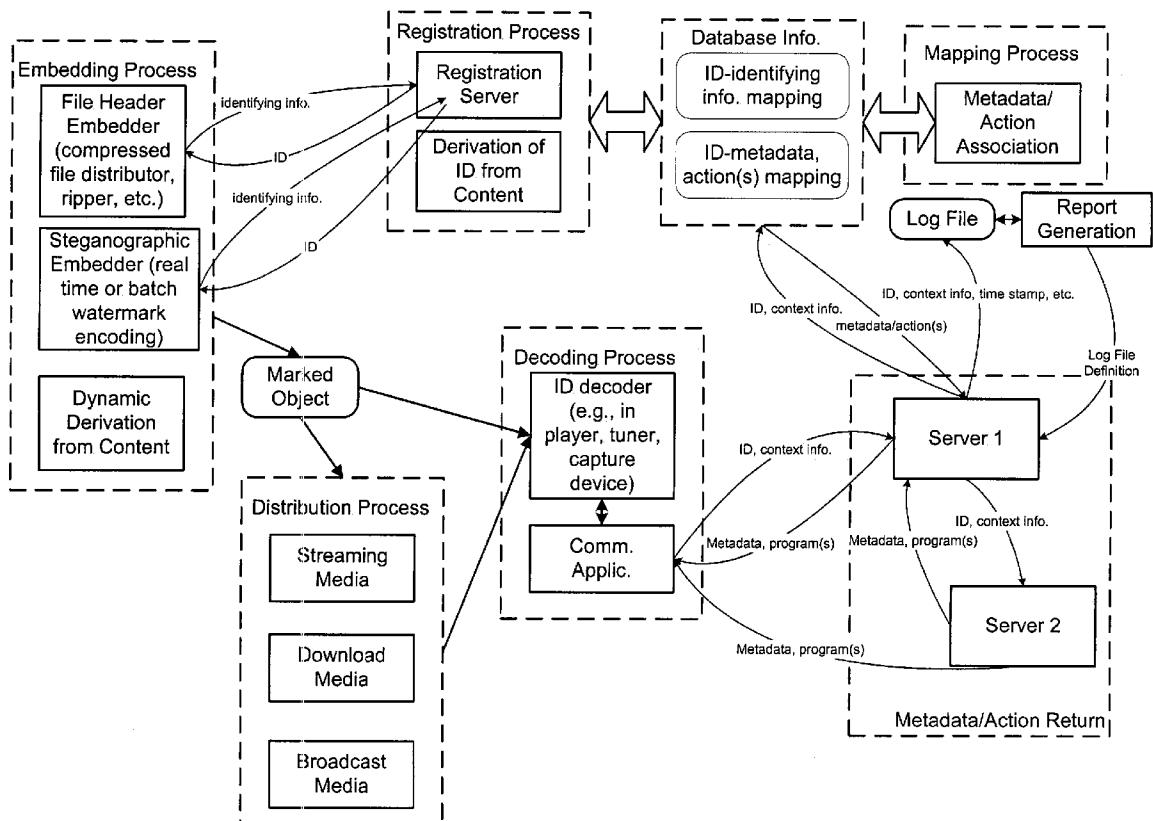 Embedding Process
File Header
Embedder
(compressed
file distributor,
ripper, etc.)
Steganographic
Embedder (real
time or batch
watermark
encoding)
Dynamic
Derivation
from Content
identifying info.
ID
identifying info.
ID
Registration Process
Registration
Server
Derivation of
ID from
Content
Database Info.
ID-identifying
info. mapping
ID-metadata,
action(s) mapping
Mapping Process
Metadata/
Action
Association
Log File
Report
Generation
ID, context info.
ID, context info, time stamp, etc.
metadata/action(s)
Log File
Definition
Marked
Object
Distribution Process
Streaming
Media
Download
Media
Broadcast
Media
Decoding Process
ID decoder
(e.g., in
player, tuner,
capture
device)
Comm.
Applic.
ID, context info.
Metadata, program(s)
Metadata, program(s)
Server 1
ID, context info.
Metadata, program(s)
Server 2
Metadata/Action Return